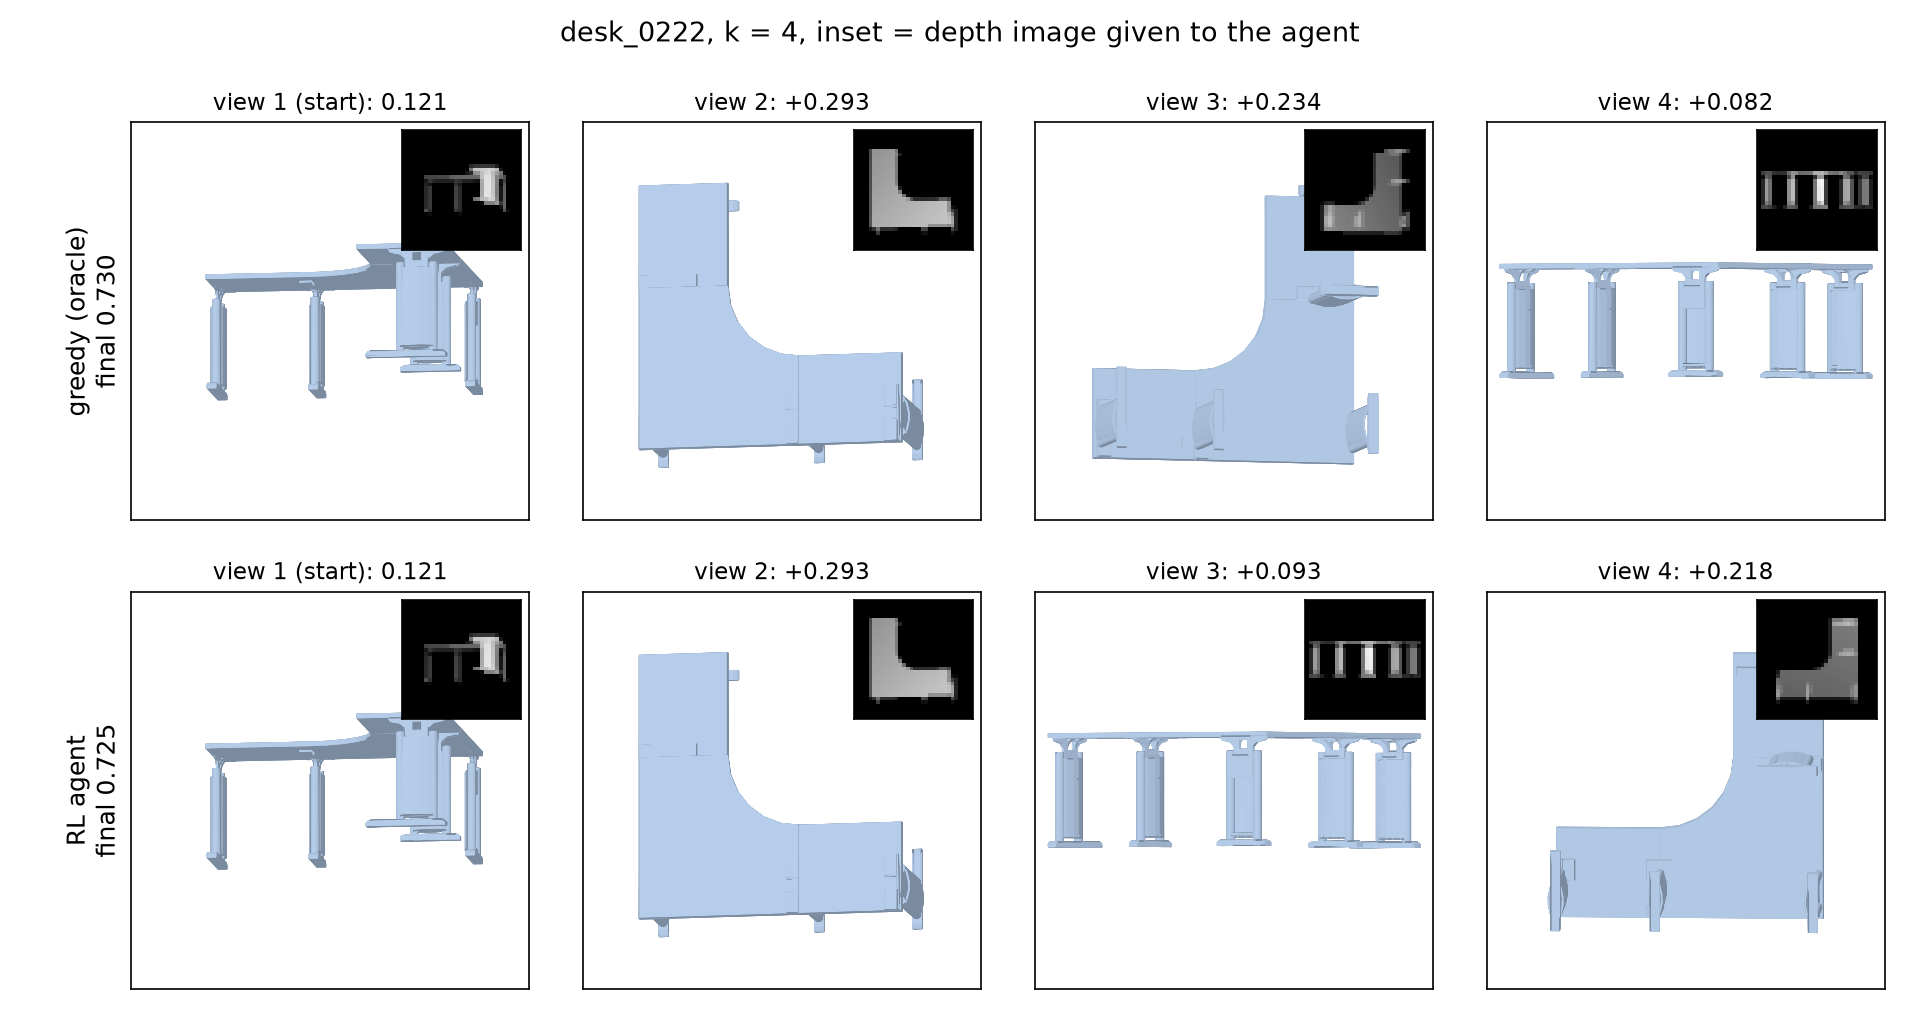 desk_0222, k = 4, inset = depth image given to the agent
view 1 (start): 0.121
view 2: +0.293
view 3: +0.234
view 4: +0.082
greedy (oracle)
final 0.730
view 1 (start): 0.121
view 2: +0.293
view 3: +0.093
view 4: +0.218
RL agent
final 0.725